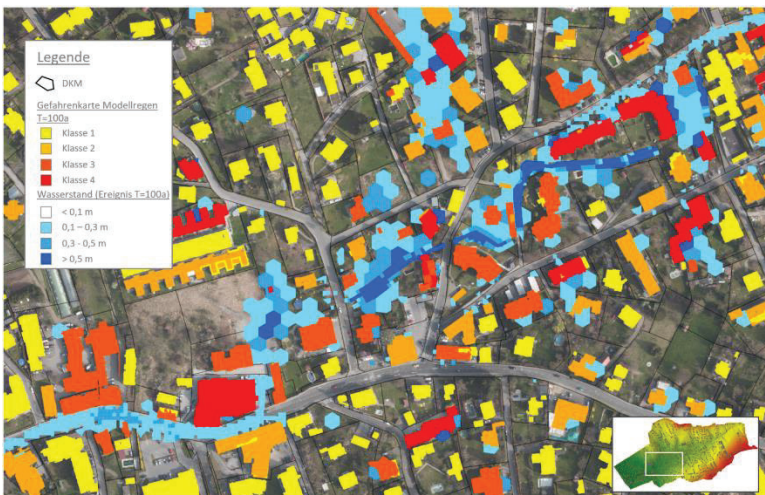 Legende
DKM
Gefahrenkarte Modellregen
T=100a
Klasse 1
Klasse 2
Klasse 3
Klasse 4
Wasserstand (Ereignis T=100a)
< 0,1 m
0,1 – 0,3 m
0,3 - 0,5 m
> 0,5 m